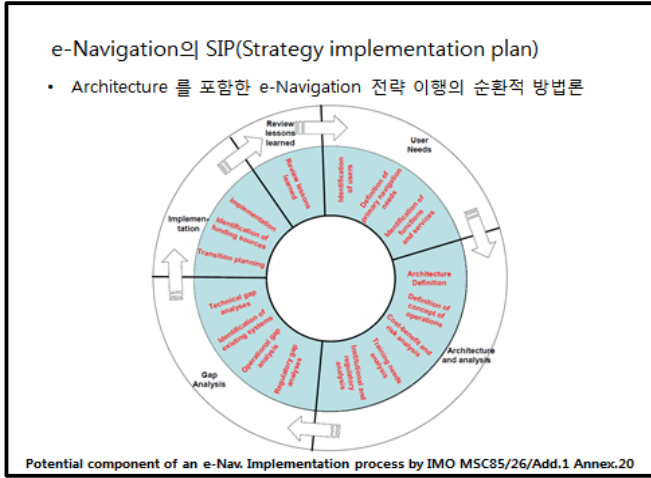 e-Navigation의 SIP(Strategy implementation plan)
• Architecture 를 포함한 e-Navigation 전략 이행의 순환적 방법론
Review
lessons
learned
User
Needs
Architecture
and analysis
Gap
Analysis
Implemen-
tation
Review lessons
learned
Identification
of users
Definition of
primary navigation
needs
Identification of
functions
and services
Architecture
Definition
Definition of
concept of
operations
Cost-benefit and
risk analysis
Training needs
analysis
Institutional and
regulatory
analysis
Regulatory gap
analyses
Operational gap
analysis
Identification of
existing systems
Technical gap
analyses
Transition planning
Identification of
funding sources
Implementation
Potential component of an e-Nav. Implementation process by IMO MSC85/26/Add.1 Annex.20